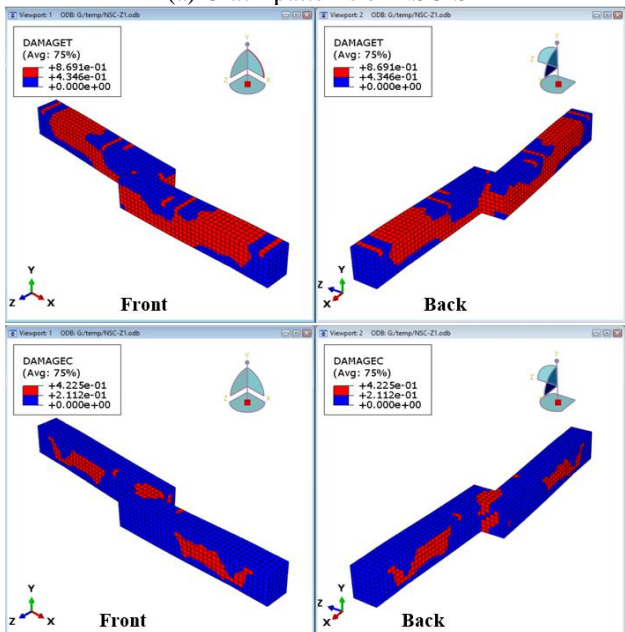 Viewport: 1 ODB: G:/temp/NSC-Z1.odb
DAMAGET
(Avg: 75%)
+8.691e-01
+4.346e-01
+0.000e+00
Y
Z X
Front
Viewport: 2 ODB: G:/temp/NSC-Z1.odb
DAMAGET
(Avg: 75%)
+8.691e-01
+4.346e-01
+0.000e+00
Y
Z
X
Back
Viewport: 1 ODB: G:/temp/NSC-Z1.odb
DAMAGEC
(Avg: 75%)
+4.225e-01
+2.112e-01
+0.000e+00
Y
Z X
Front
Viewport: 2 ODB: G:/temp/NSC-Z1.odb
DAMAGEC
(Avg: 75%)
+4.225e-01
+2.112e-01
+0.000e+00
Y
Z
X
Back